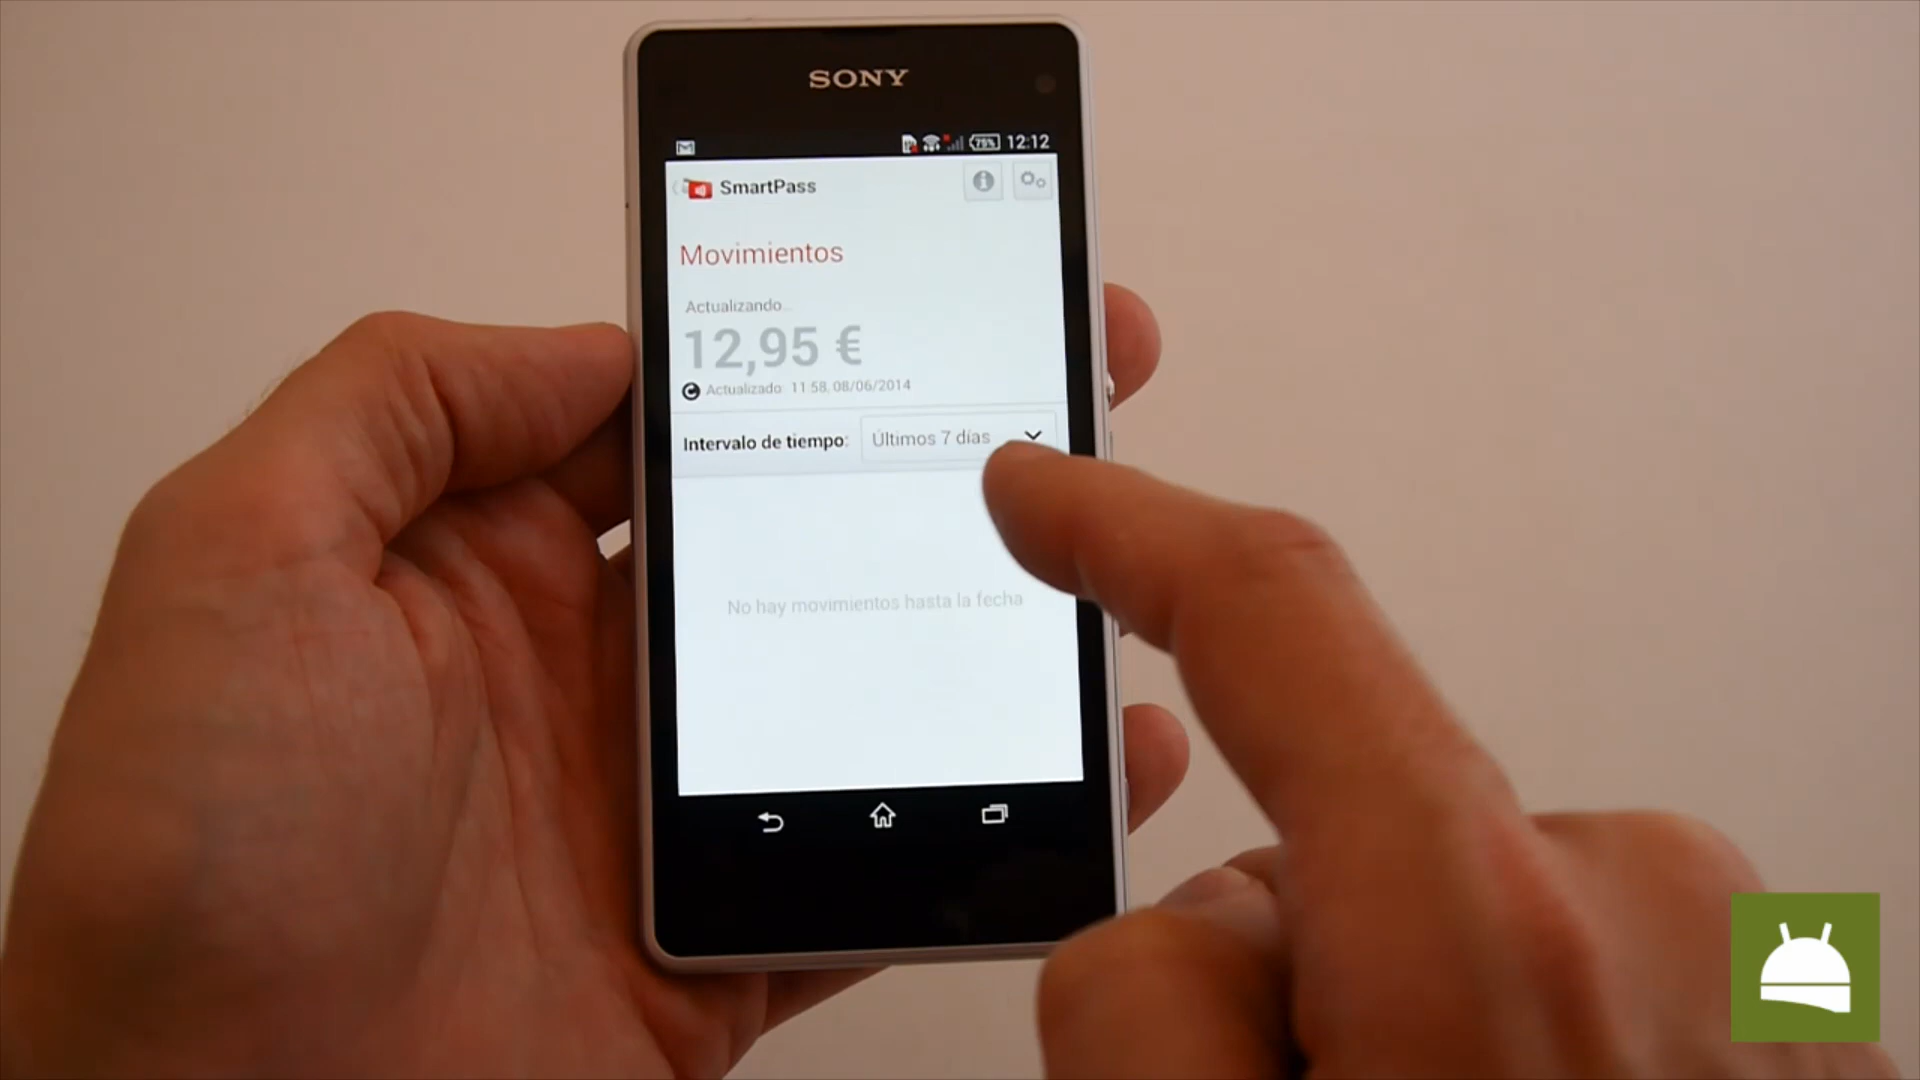 SONY
75% 12:12
SmartPass
Movimientos
Actualizando...
12,95 €
Actualizado: 11:58, 08/06/2014
Intervalo de tiempo: Últimos 7 días
No hay movimientos hasta la fecha